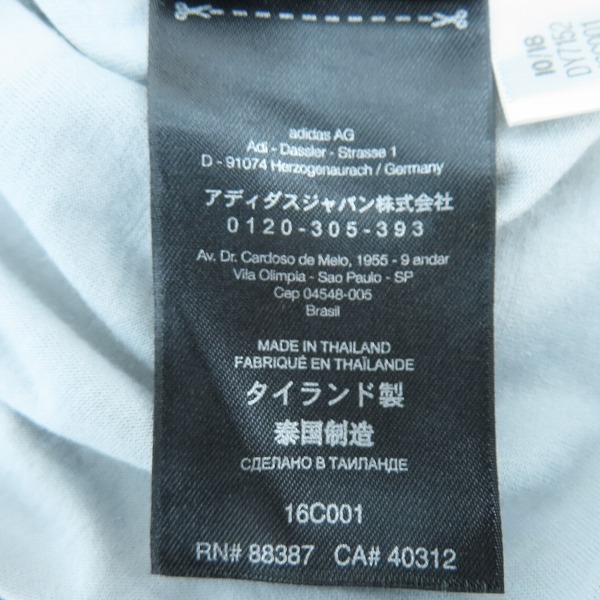 adidas AG
Adi - Dassler - Strasse 1
D - 91074 Herzogenaurach / Germany
アディダスジャパン株式会社
0120-305-393
Av. Dr. Cardoso de Melo, 1955 - 9 andar
Vila Olimpia - Sao Paulo - SP
Cep 04548-005
Brasil
MADE IN THAILAND
FABRIQUÉ EN THAÏLANDE
タイランド製
泰国制造
СДЕЛАНО В ТАИЛАНДЕ
16C001
RN# 88387 CA# 40312
10/18
DY7752